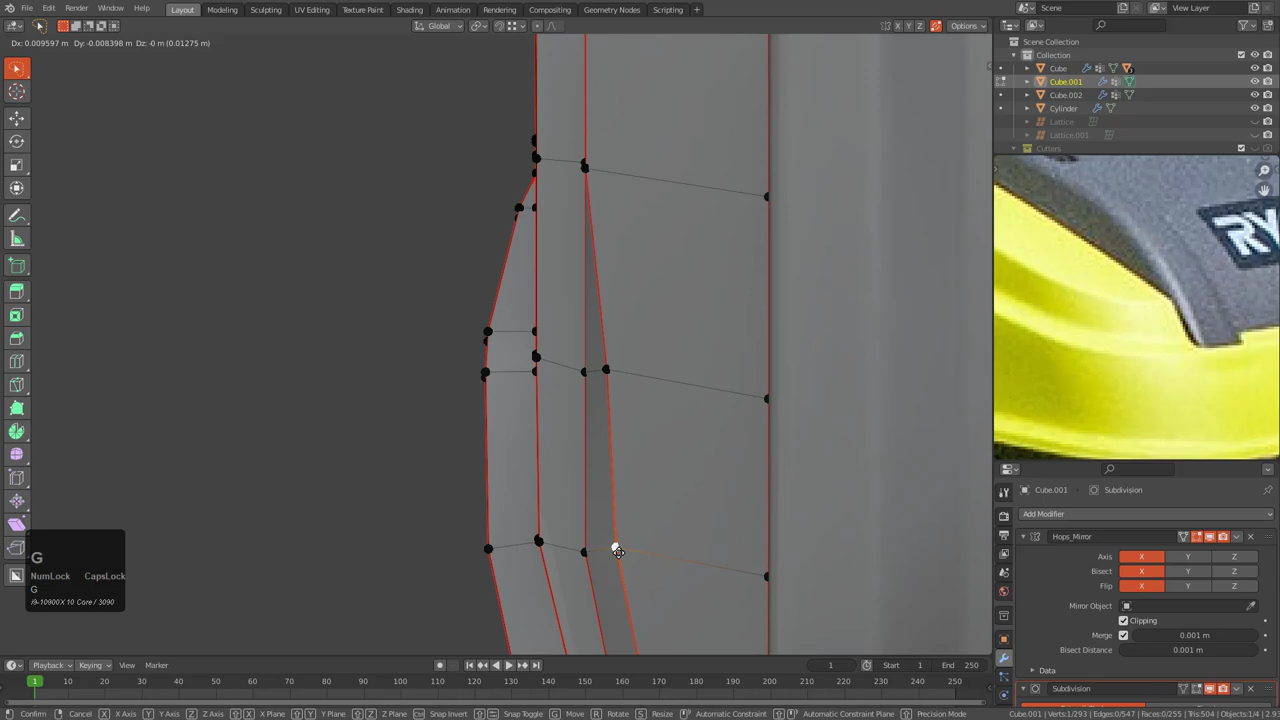 File Edit Render Window Help Layout Modeling Sculpting UV Editing Texture Paint Shading Animation Rendering Compositing Geometry Nodes Scripting + Scene View Layer
Global X Y Z Options
Dx: 0.009597 m Dy: -0.008398 m Dz: -0 m (0.01275 m)
Scene Collection
Collection
Cube
Cube.001
Cube.002
Cylinder
Lattice
Lattice.001
Cutters
RY
Cube.001 Subdivision
Add Modifier
Hops_Mirror
Axis X Y Z
Bisect X Y Z
Flip X Y Z
Mirror Object
Clipping
Merge 0.001 m
Bisect Distance 0.001 m
Data
Subdivision
G
NumLock CapsLock
G
i9-10900X 10 Core / 3090
Playback Keying View Marker 1 Start 1 End 250
1 10 20 30 40 50 60 70 80 90 100 110 120 130 140 150 160 170 180 190 200 210 220 230 240 250
Confirm Cancel X X Axis Y Y Axis Z Z Axis X X Plane Y Y Plane Z Z Plane Snap Invert Snap Toggle G Move R Rotate S Resize Automatic Constraint Automatic Constraint Plane Precision Mode